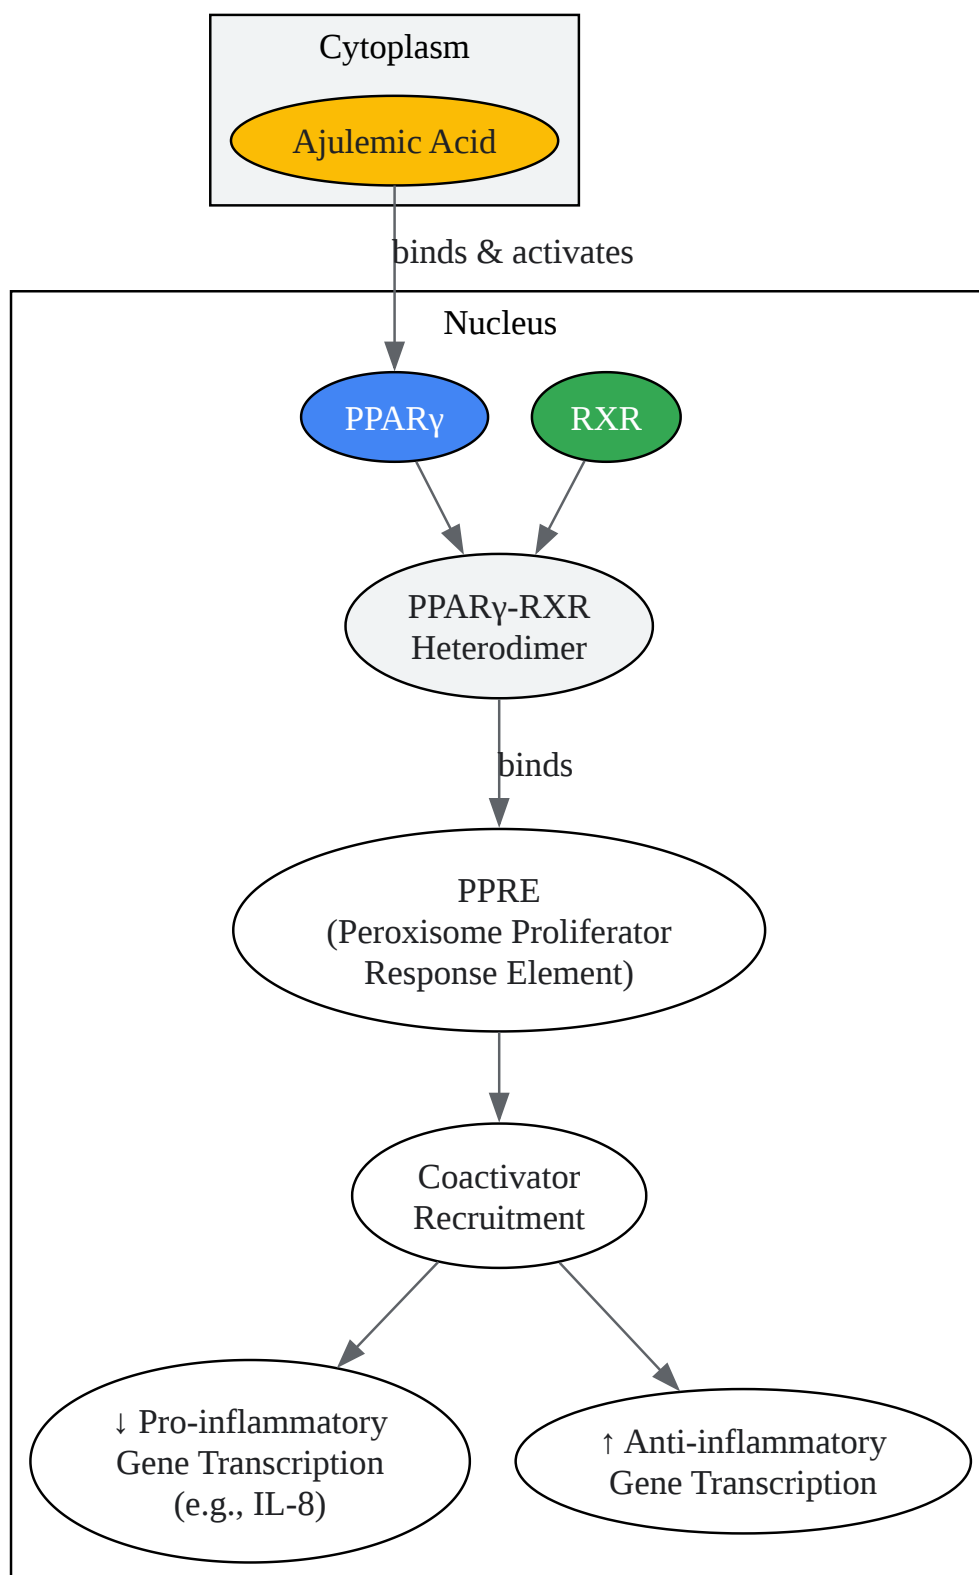 Cytoplasm
Ajulemic Acid
binds & activates
Nucleus
PPARγ
RXR
PPARγ-RXR
Heterodimer
binds
PPRE
(Peroxisome Proliferator
Response Element)
Coactivator
Recruitment
↓ Pro-inflammatory
Gene Transcription
(e.g., IL-8)
↑ Anti-inflammatory
Gene Transcription